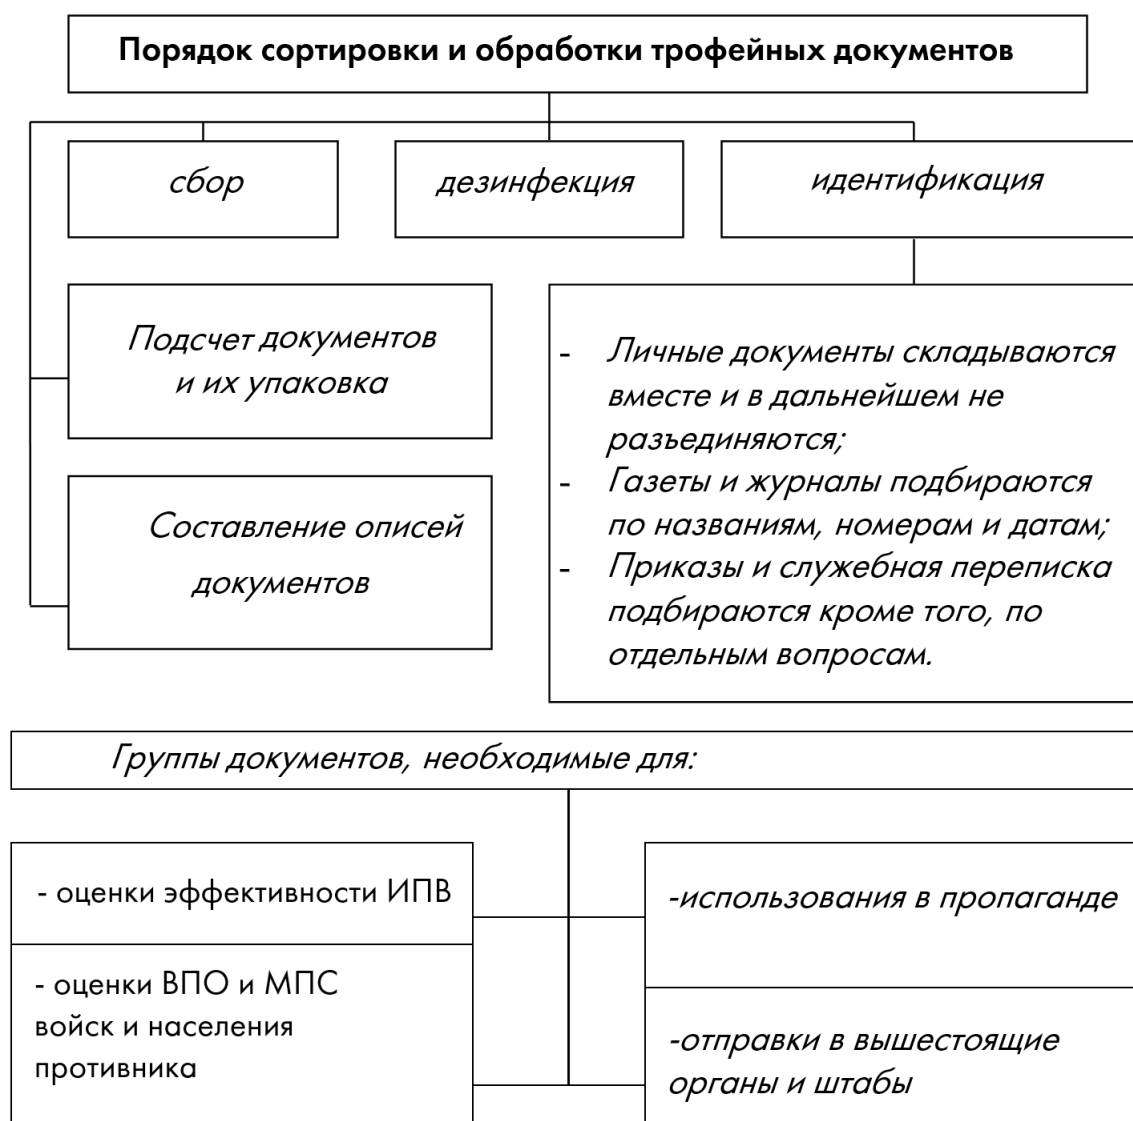 Порядок сортировки и обработки трофейных документов
сбор
дезинфекция
идентификация
Подсчет документов
и их упаковка
Составление описей
документов
- Личные документы складываются
вместе и в дальнейшем не
разъединяются;
- Газеты и журналы подбираются
по названиям, номерам и датам;
- Приказы и служебная переписка
подбираются кроме того, по
отдельным вопросам.
Группы документов, необходимые для:
- оценки эффективности ИПВ
- оценки ВПО и МПС
войск и населения
противника
-использования в пропаганде
-отправки в вышестоящие
органы и штабы